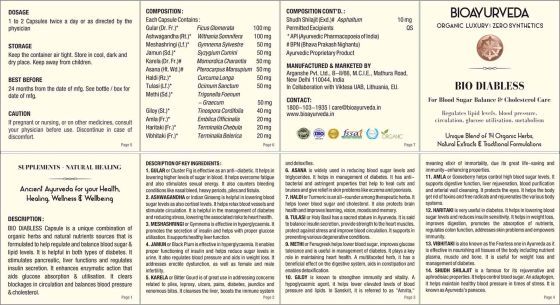 DOSAGE
1 to 2 Capsules twice a day or as directed by the
physician
STORAGE
Keep the container air tight. Store in cool, dark and
dry place. Keep away from children.
BEST BEFORE
24 months from the date of mfg. See bottle / box for
date of mfg.
CAUTION
If pregnant or nursing, or on other medicines, consult
your physician before use. Discontinue in case of
discomfort.
Page 5
COMPOSITION :
Each Capsule Contains :
Gular (Dr. Fr.)* Ficus Glomerata 100 mg
Ashwagandha (Rt.)* Withania Somnifera 100 mg
Meshashringi (Lf.)* Gymnema Sylvestre 50 mg
Jamun (Sd.)* Syzygium Cumini 50 mg
Karela (Dr. Fr.)# Momordica Charantia 50 mg
Asana (Ht. Wd.)# Pterocarpus Marsupium 50 mg
Haldi (Rz.)* Curcuma Longa 50 mg
Tulasi (Lf.)* Ocimum Sanctum 50 mg
Methi (Sd.)* Trigonella Foenum
– Graecum 50 mg
Giloy (St.)* Tinospora Cordifolia 40 mg
Amla (Fr.)* Embilica Officinalis 20 mg
Haritaki (Fr.)* Terminalia Chebula 20 mg
Vibhitaki (Fr.)* Terminalia Balerica 20 mg
Page 6
COMPOSITION CONT'D. :
Shudh Shilajit (Exd.)# Asphaltum 10 mg
Permitted Excipients QS
* API (Ayurvedic Pharmacopoeia of India)
# BPN (Bhava Prakash Nighantu)
Ayurvedic Proprietary Product
MANUFACTURED & MARKETED BY
Arganshe Pvt. Ltd., B–8/66, M.C.I.E., Mathura Road,
New Delhi 110044, India
In Collaboration with Viklesa UAB, Lithuania, EU.
CONTACT:
1800–103–1935 | care@bioayurveda.in
www.bioayurveda.in
fssai
ORGANIC
Page 7
BIOAYURVEDA
ORGANIC LUXURY: ZERO SYNTHETICS
BIO DIABLESS
For Blood Sugar Balance & Cholesterol Care
Regulates lipid levels, blood pressure,
circulation, glucose utilisation, metabolism
Unique Blend of 14 Organic Herbs,
Natural Extracts & Traditional Formulations
SUPPLEMENTS - NATURAL HEALING
Ancient Ayurveda for your Health,
Healing, Wellness & Wellbeing
DESCRIPTION :
BIO DIABLESS Capsule is a unique combination of
organic herbs and natural nutrients sources that is
formulated to help regulate and balance blood sugar &
lipid levels. It is helpful in both types of diabetes. It
stimulates pancreatic, liver functions and regulates
insulin secretion. It enhances enzymatic action that
aids glucose absorption & utilisation. It clears
blockages in circulation and balances blood pressure
& cholesterol.
Page 1
DESCRIPTION OF KEY INGREDIENTS :
1. GULAR or Cluster Fig is effective as an anti–diabetic. It helps in
lowering higher levels of sugar in blood. It helps overcome fatigue
and also stimulates sexual energy. It also counters bleeding
conditions like nasal bleed, heavy periods, piles and fistula.
2. ASHWAGANDHA or Indian Ginseng is helpful in lowering blood
sugar levels as also fat levels. It helps relax blood vessels and
stimulate circulation. It is helpful in the management of diabetes
and reducing stress, lowering the associated risks to heart health.
3. MESHASHRINGI or Gymnema is effective in hyperglycaemia. It
promotes the secretion of insulin and helps with proper glucose
utilisation. It supports healthy liver function.
4. JAMUN or Black Plum is effective in hyperglycaemia. It enables
proper functioning of insulin and helps reduce sugar levels in
urine. It also regulates blood pressure and aids in weight loss. It
addresses erectile dysfunction, as well as female and male
infertility.
5. KARELA or Bitter Gourd is of great use in addressing concerns
related to piles, leprosy, ulcers, pains, diabetes, jaundice and
venomous bites. It cleanses the liver, boosts the immune system
Page 2
and detoxifies.
6. ASANA is widely used in reducing blood sugar levels and
triglycerides. It helps in management of diabetes. It has anti–
bacterial and astringent properties that help to heal cuts and
bruises and give relief in skin problems like eczema and psoriasis.
7. HALDI or Turmeric is an all–rounder among therapeutic herbs. It
helps lower blood sugar and cholesterol. It also protects brain
health and improves learning, vision, moods and memory.
8. TULASI or Holy Basil has a sacred stature in Ayurveda. It is said
to regulate insulin secretion, provide strength to the heart muscles,
protect against stress and improve blood circulation. It supports in
preventing various degenerative conditions.
9. METHI or Fenugreek helps lower blood sugar, improves glucose
tolerance and is useful in management of diabetes. It plays a key
role in maintaining heart health. A multifaceted herb, it has a
beneficial effect on the digestive system, aids in constipation and
creates detoxification.
10. GILOY is known to strengthen immunity and vitality. A
hypoglycemic agent, it helps lower elevated levels of blood
pressure and lipids. In Sanskrit, it is referred to as “Amrita”,
Page 3
meaning elixir of immortality, due its great life–saving and
immunity–enhancing properties.
11. AMLA or Gooseberry helps control high blood sugar levels. It
supports digestive function, liver rejuvenation, blood purification
and arterial wall weakening. It protects the eyes. It helps the body
get rid of toxins and free radicals and rejuvenates the various body
systems.
12. HARITAKI is very useful in diabetes. It helps in lowering blood
sugar levels and reduces insulin sensitivity. It helps in weight loss,
improves digestion, promotes the absorption of nutrients,
regulates colon function, addresses skin problems and empowers
immunity.
13. VIBHITAKI is also known as the Fearless one in Ayurveda as it
is effective in nourishing all tissues of the body including nutrient
plasma, muscle and bone. It is useful for weight loss and
management of diabetes.
14. SHUDH SHILAJIT is a famous for its rejuvenative and
aphrodisiac properties. It helps control blood sugar. An adaptogen,
it helps maintain healthy blood pressure in times of stress. It is
known as Ayurveda's panacea.
Page 4